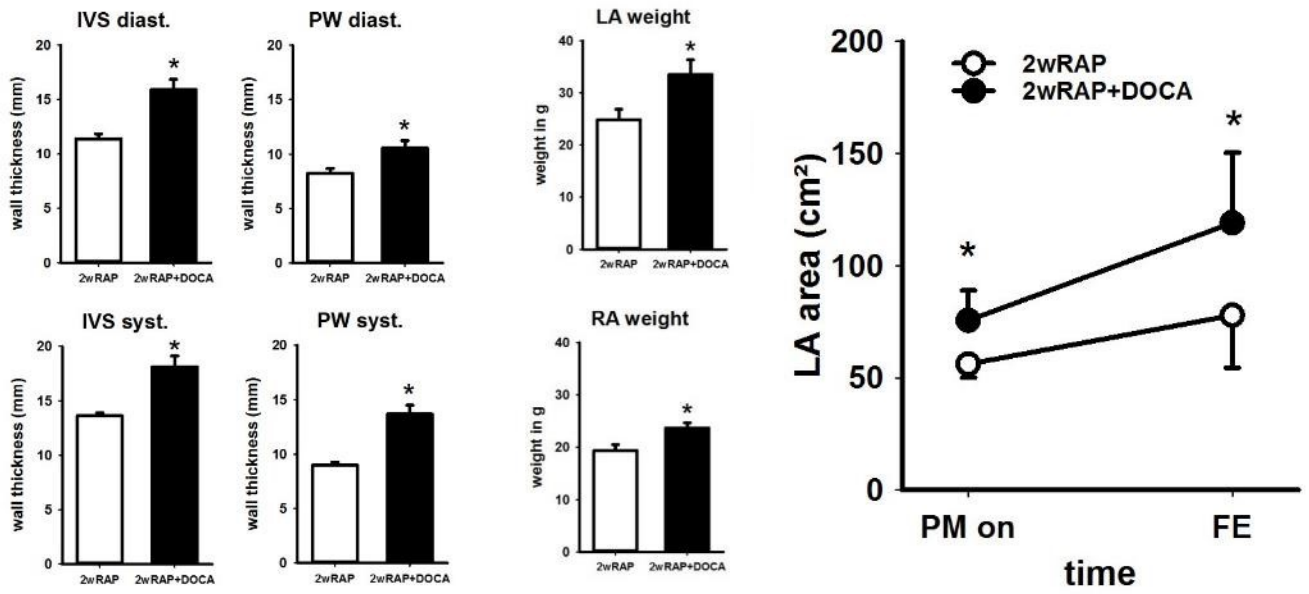 IVS diast.
wall thickness (mm)
20
15
10
5
0
*
2wRAP
2wRAP+DOCA
PW diast.
wall thickness (mm)
20
15
10
5
0
*
2wRAP
2wRAP+DOCA
LA weight
weight in g
40
30
20
10
0
*
2wRAP
2wRAP+DOCA
IVS syst.
wall thickness (mm)
20
15
10
5
0
*
2wRAP
2wRAP+DOCA
PW syst.
wall thickness (mm)
20
15
10
5
0
*
2wRAP
2wRAP+DOCA
RA weight
weight in g
40
30
20
10
0
*
2wRAP
2wRAP+DOCA
LA area (cm²)
200
150
100
50
0
2wRAP
2wRAP+DOCA
*
*
PM on
FE
time